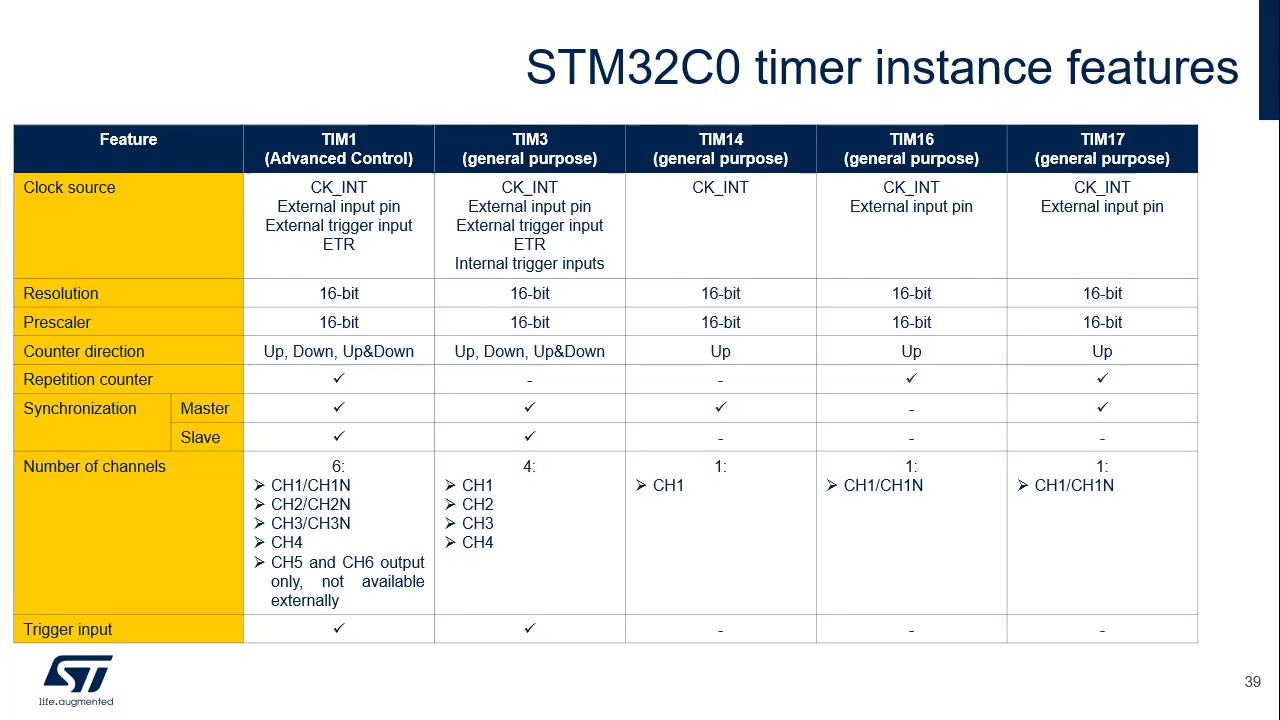 STM32C0 timer instance features
Feature TIM1 (Advanced Control) TIM3 (general purpose) TIM14 (general purpose) TIM16 (general purpose) TIM17 (general purpose)
Clock source CK_INT CK_INT CK_INT CK_INT CK_INT
External input pin External input pin External input pin External input pin
External trigger input External trigger input
ETR ETR
Internal trigger inputs
Resolution 16-bit 16-bit 16-bit 16-bit 16-bit
Prescaler 16-bit 16-bit 16-bit 16-bit 16-bit
Counter direction Up, Down, Up&Down Up, Down, Up&Down Up Up Up
Repetition counter ✓ - - ✓ ✓
Synchronization Master ✓ ✓ ✓ - ✓
Slave ✓ ✓ - - -
Number of channels 6: 4: 1: 1: 1:
➢ CH1/CH1N ➢ CH1 ➢ CH1 ➢ CH1/CH1N ➢ CH1/CH1N
➢ CH2/CH2N ➢ CH2
➢ CH3/CH3N ➢ CH3
➢ CH4 ➢ CH4
➢ CH5 and CH6 output
only, not available
externally
Trigger input ✓ ✓ - - -
ST
life.augmented
39